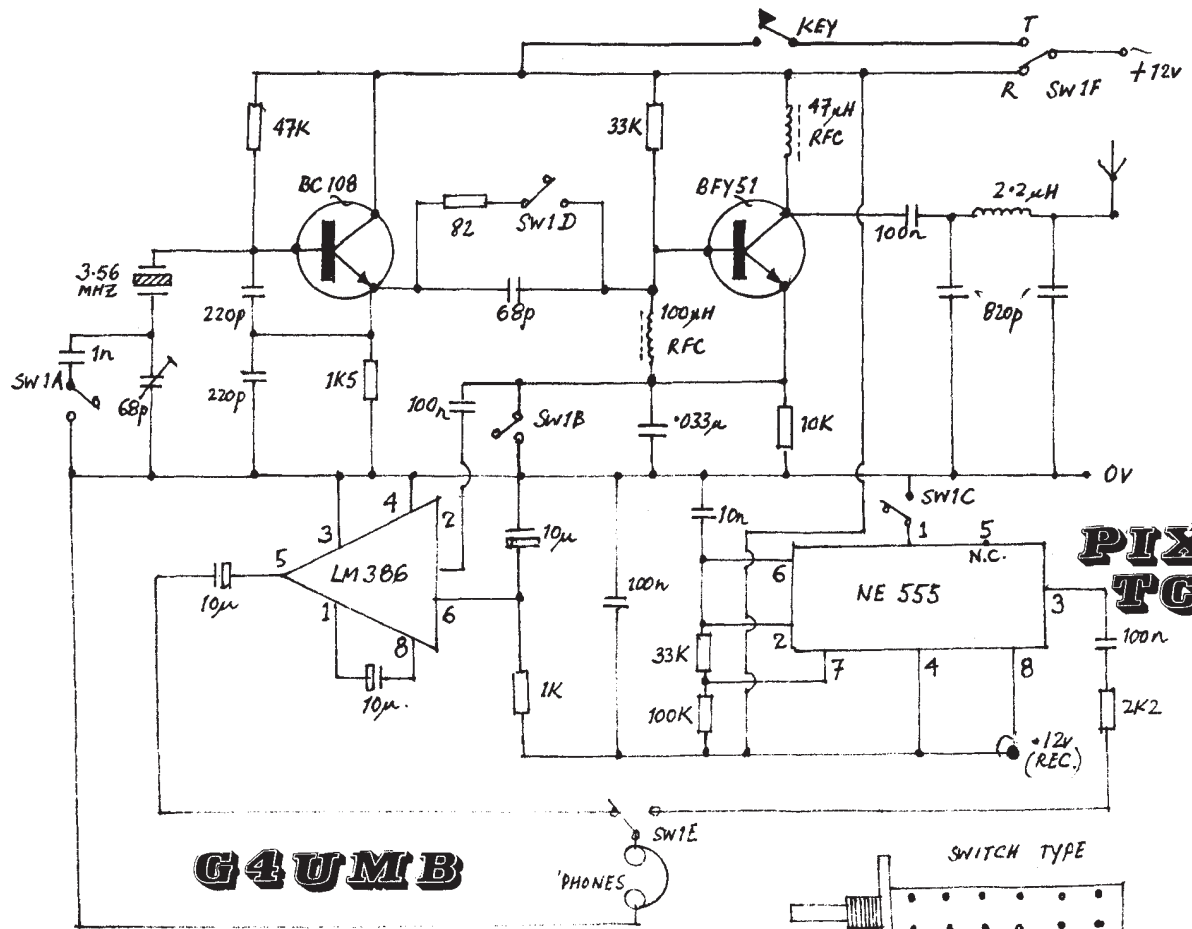 KEY
T
R
SW1F
+12v
47K
33K
47µH
RFC
BC108
BFY51
2·2µH
82
SW1D
100n
3·56
MHZ
220p
68p
100µH
RFC
820p
1n
SW1A
68p
220p
1K5
100n
SW1B
·033µ
10K
0V
SW1C
3
4
2
5
LM386
6
1
8
10µ
10µ
10µ.
1K
100n
10n
1
5
N.C.
6
NE 555
3
2
7
4
8
33K
100K
100n
2K2
+12v
(REC.)
PIX
SW1E
'PHONES
G4UMB
SWITCH TYPE